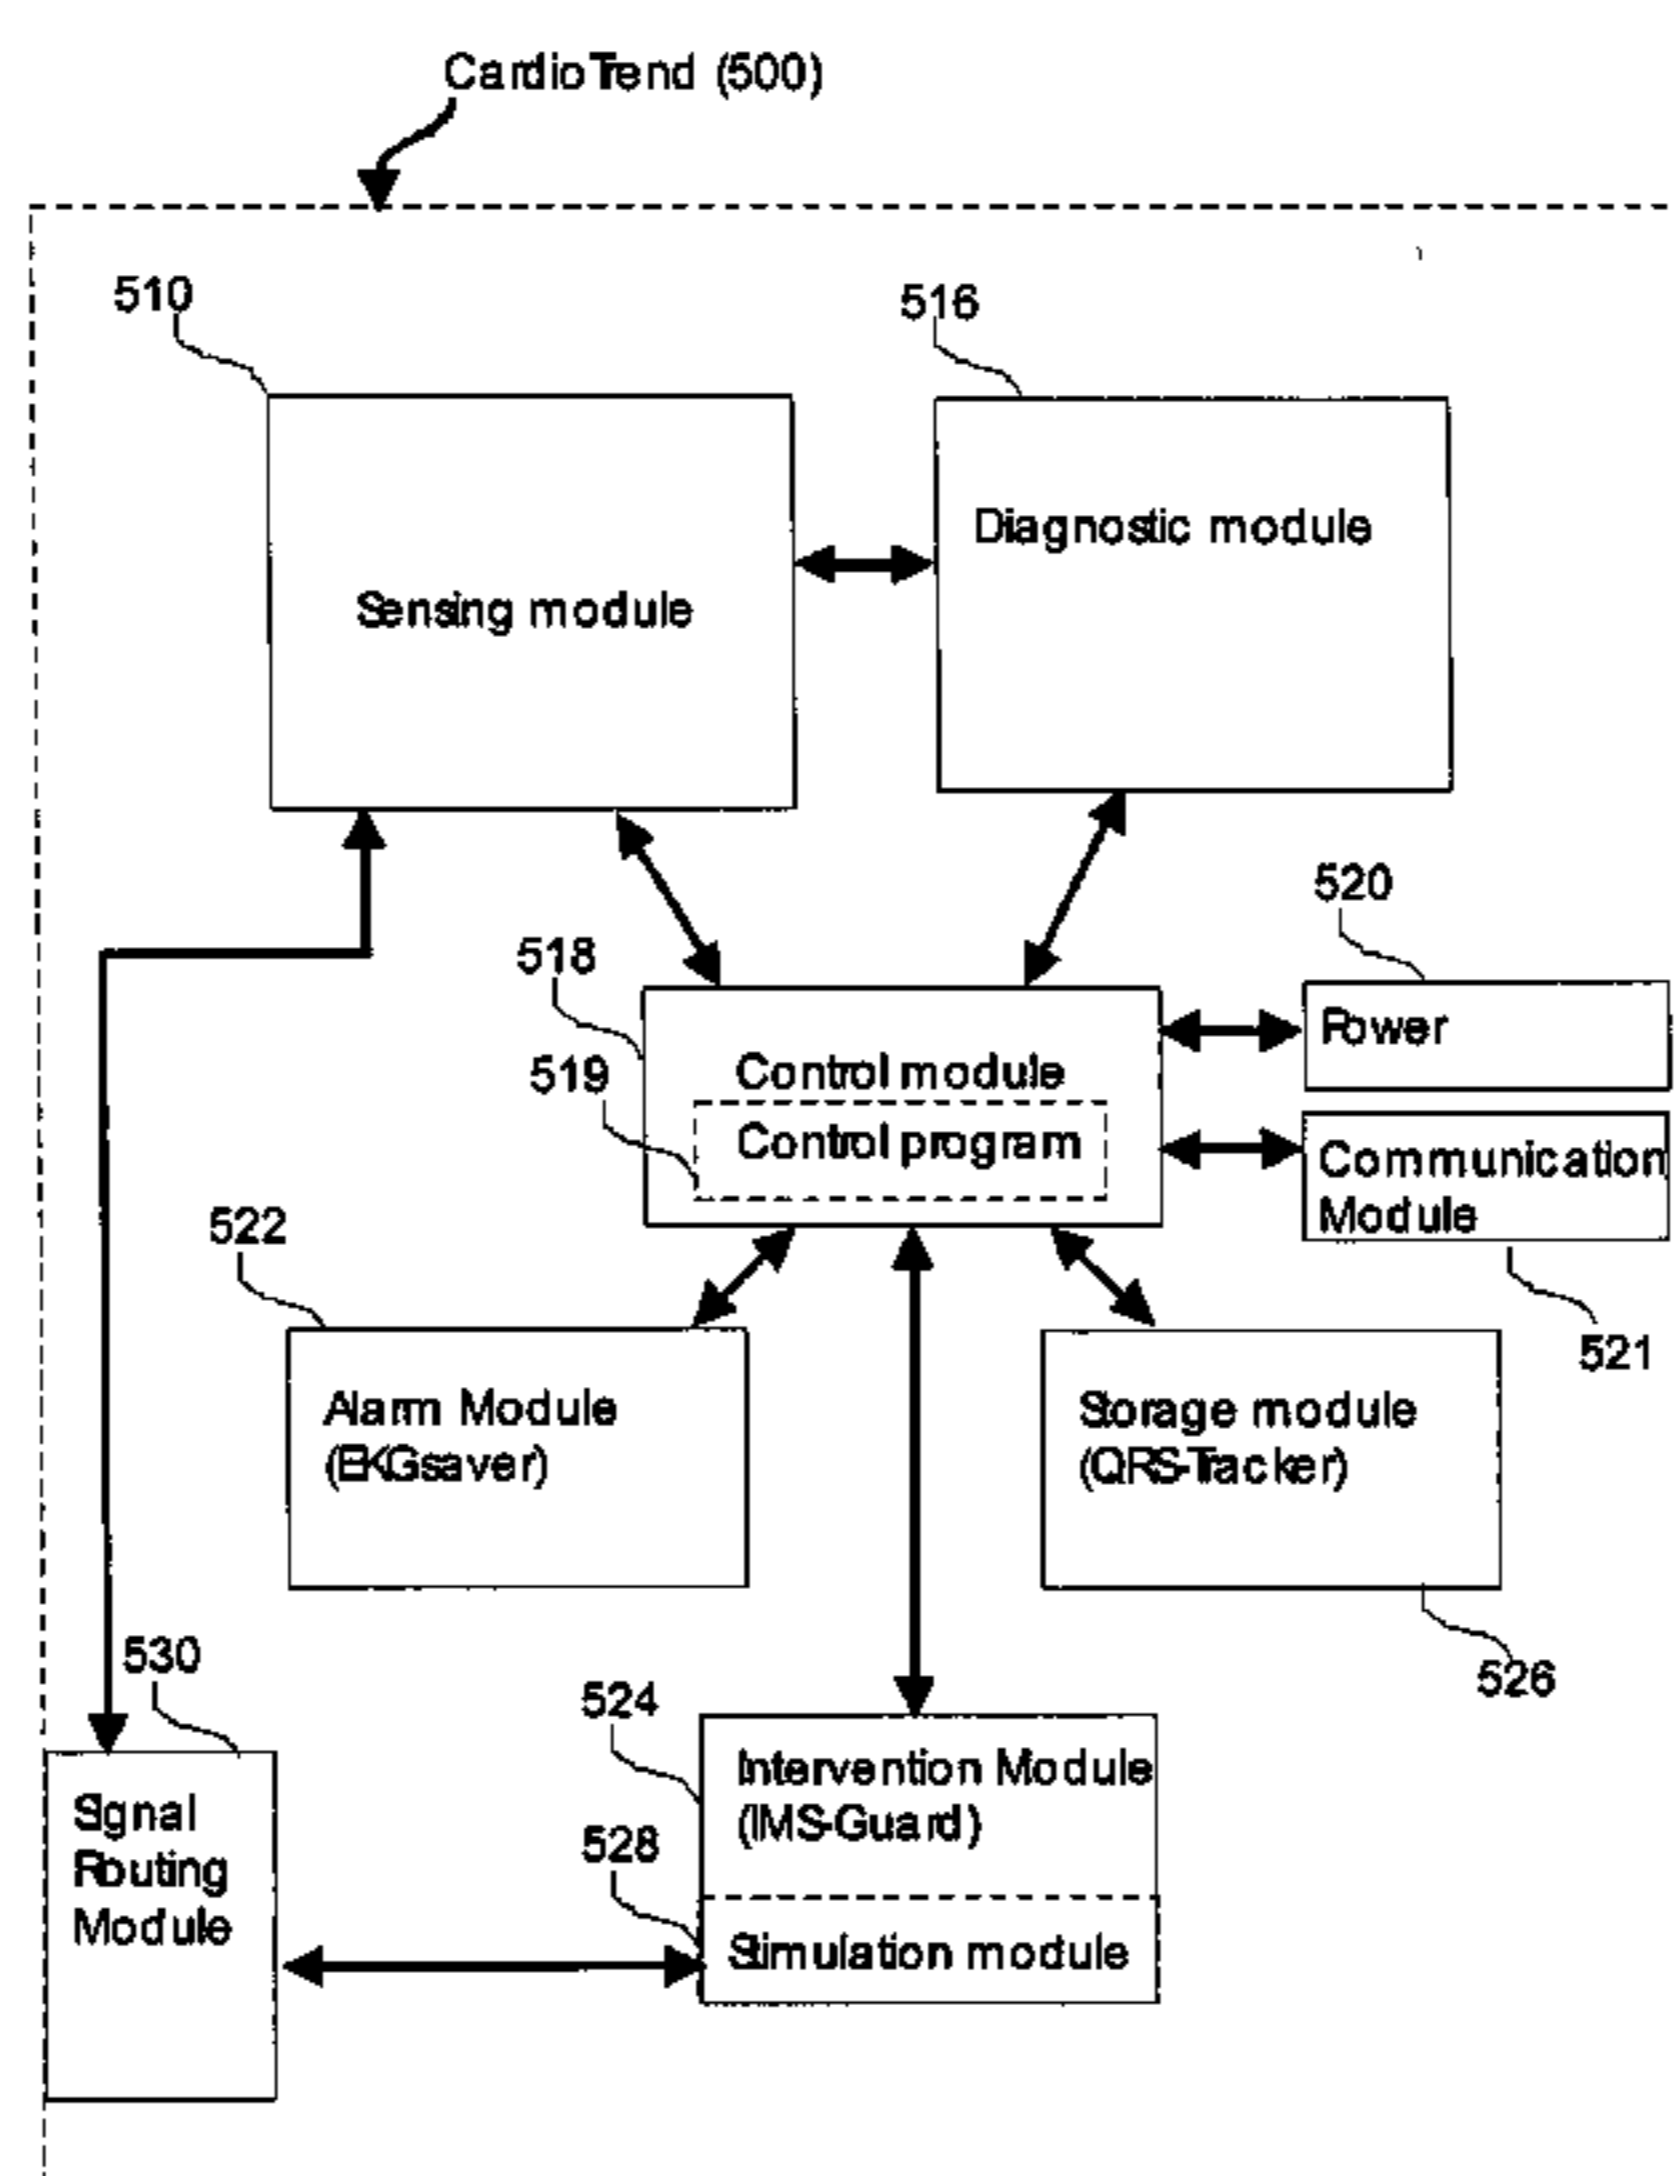 CardioTrend (500)
510
516
Diagnostic module
Sensing module
520
518
Power
519
Control module
Control program
Communication
Module
522
521
Alarm Module
(EKGsaver)
Storage module
(QRS-Tracker)
530
526
524
Intervention Module
(IMS-Guard)
Signal
Routing
Module
528
Stimulation module